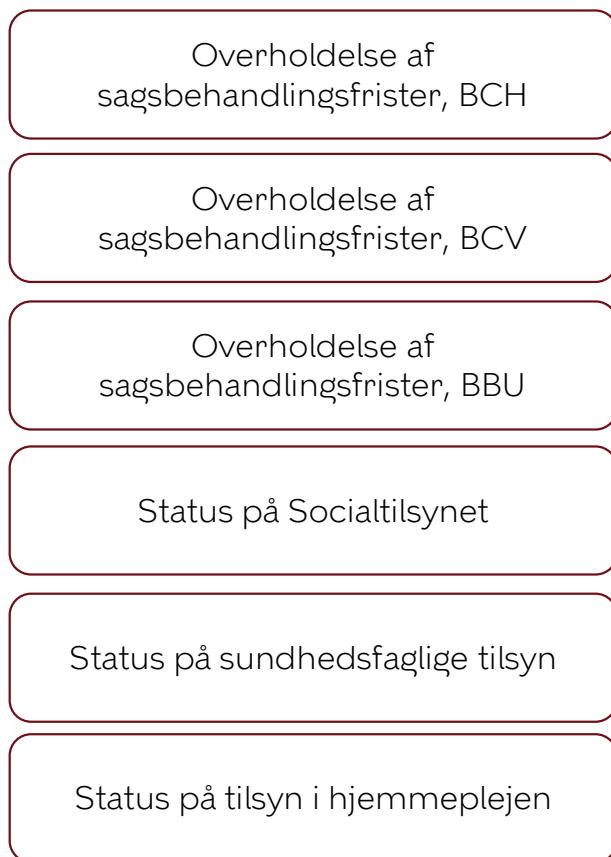 Overholdelse af
sagsbehandlingsfrister, BCH
Overholdelse af
sagsbehandlingsfrister, BCV
Overholdelse af
sagsbehandlingsfrister, BBU
Status på Socialtilsynet
Status på sundhedsfaglige tilsyn
Status på tilsyn i hjemmeplejen